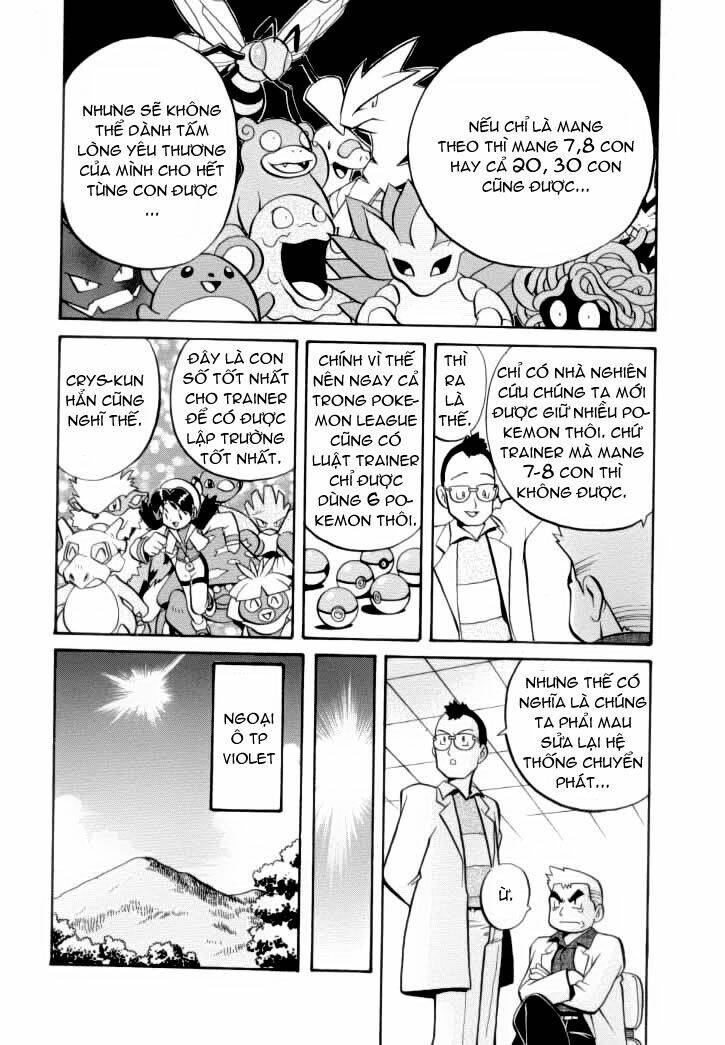 NẾU CHỈ LÀ MANG
THEO THÌ MANG 7,8 CON
HAY CẢ 20, 30 CON
CŨNG ĐƯỢC...
NHƯNG SẼ KHÔNG
THỂ DÀNH TẤM
LÒNG YÊU THƯƠNG
CỦA MÌNH CHO HẾT
TỪNG CON ĐƯỢC
...
CHỈ CÓ NHÀ NGHIÊN
CỨU CHÚNG TA MỚI
ĐƯỢC GIỮ NHIỀU PO-
KEMON THÔI. CHỨ
TRAINER MÀ MANG
7-8 CON THÌ
KHÔNG ĐƯỢC.
THÌ
RA
LÀ
THẾ.
CHÍNH VÌ THẾ
NÊN NGAY CẢ
TRONG POKE-
MON LEAGUE
CŨNG CÓ
LUẬT TRAINER
CHỈ ĐƯỢC
DÙNG 6 PO-
KEMON THÔI.
ĐÂY LÀ CON
SỐ TỐT NHẤT
CHO TRAINER
ĐỂ CÓ ĐƯỢC
LẬP TRƯỜNG
TỐT NHẤT.
CRYS-KUN
HẲN CŨNG
NGHĨ THẾ.
NHƯNG THẾ CÓ
NGHĨA LÀ CHÚNG
TA PHẢI MAU
SỬA LẠI HỆ
THỐNG CHUYỂN
PHÁT...
Ừ.
NGOẠI
Ô TP
VIOLET